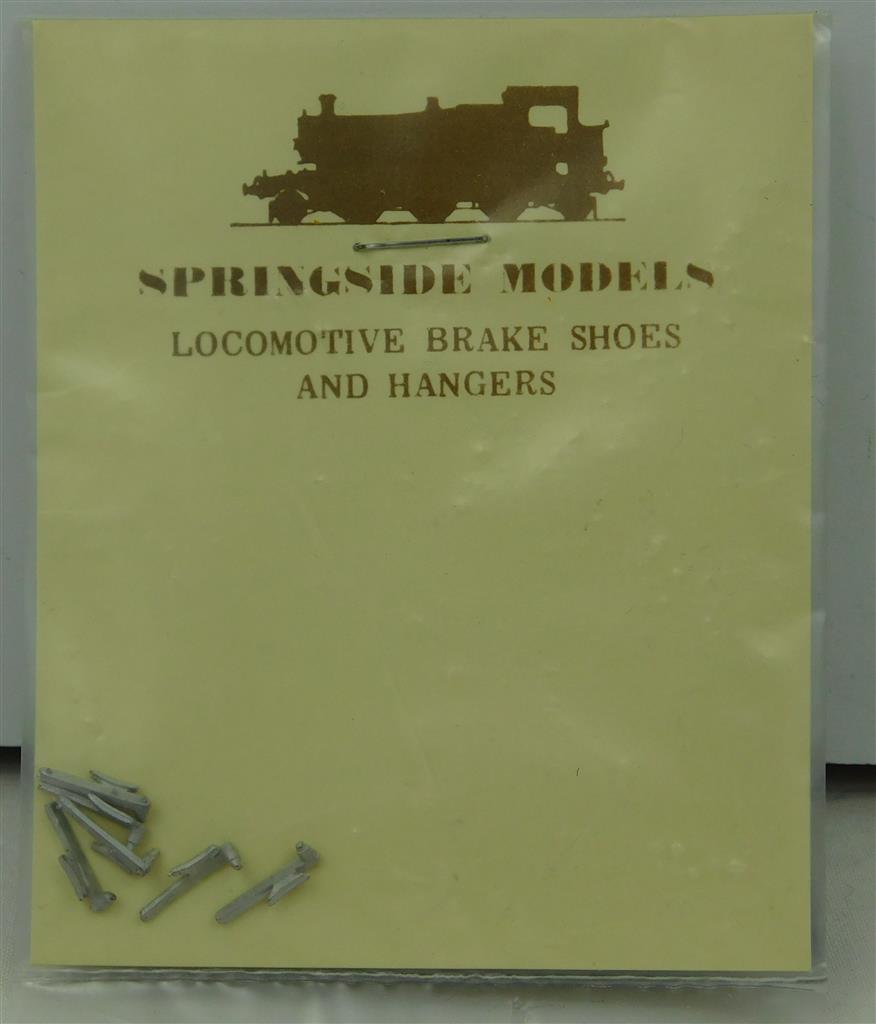 SPRINGSIDE MODELS
LOCOMOTIVE BRAKE SHOES
AND HANGERS